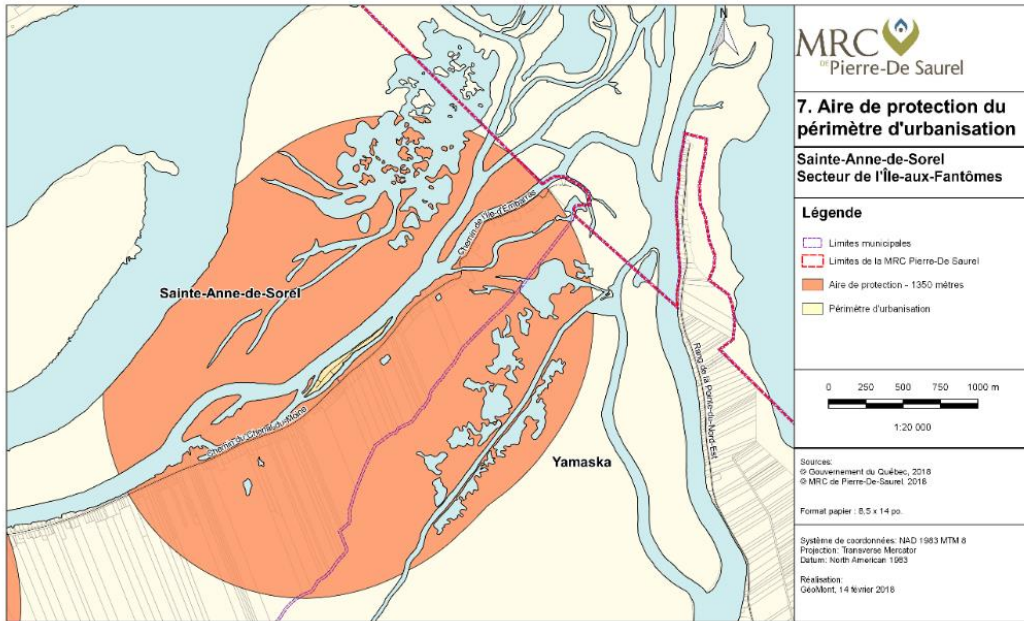 N
Sainte-Anne-de-Sorel
Chemin de l'Île-d'Embarras
Chemin du Chenal-du-Moine
Yamaska
Rang de la Pointe-du-Nord-Est
MRC
DE Pierre-De Saurel
7. Aire de protection du
périmètre d'urbanisation
Sainte-Anne-de-Sorel
Secteur de l'Île-aux-Fantômes
Légende
Limites municipales
Limites de la MRC Pierre-De Saurel
Aire de protection - 1350 mètres
Périmètre d'urbanisation
0 250 500 750 1000 m
1:20 000
Sources:
© Gouvernement du Québec, 2018
© MRC de Pierre-De-Saurel, 2018
Format papier : 8,5 x 14 po.
Système de coordonnées: NAD 1983 MTM 8
Projection: Transverse Mercator
Datum: North American 1983
Réalisation:
GéoMont, 14 février 2018